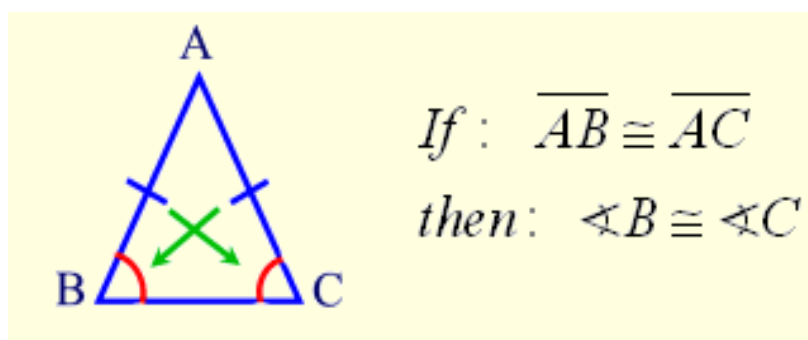 A
If : AB ≅ AC
then: ∢B ≅ ∢C
B
C